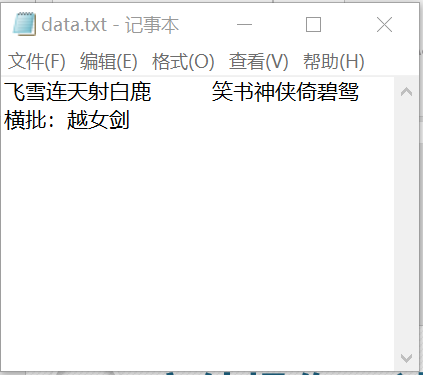 data.txt - 记事本
文件(F) 编辑(E) 格式(O) 查看(V) 帮助(H)
飞雪连天射白鹿 笑书神侠倚碧鸳
横批：越女剑